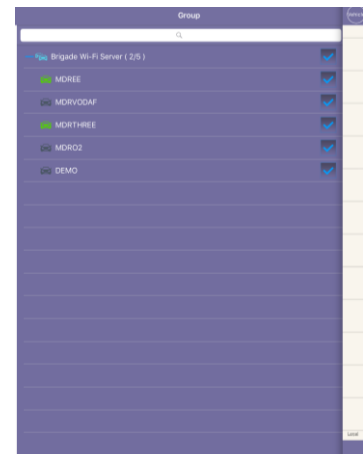 Group
Brigade Wi-Fi Server ( 2/5 )
MDREE
MDRVODAF
MDRTHREE
MDRO2
DEMO